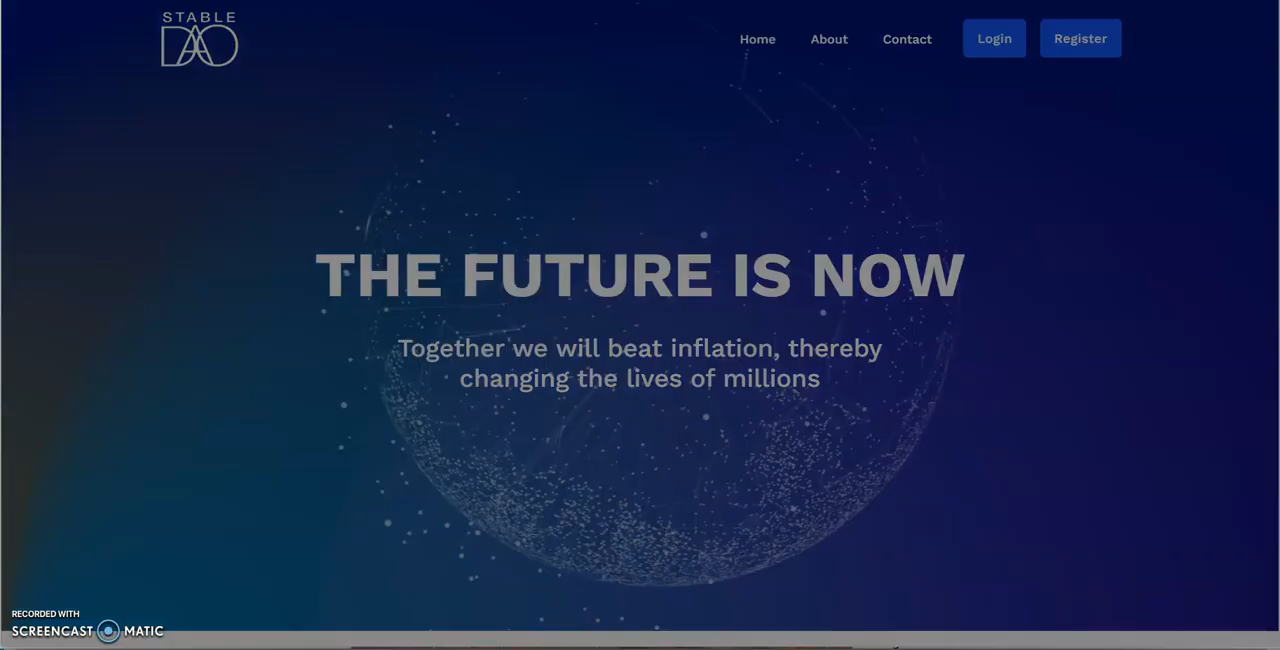 STABLE
DAO
Home About Contact Login Register
THE FUTURE IS NOW
Together we will beat inflation, thereby
changing the lives of millions
RECORDED WITH
SCREENCAST MATIC